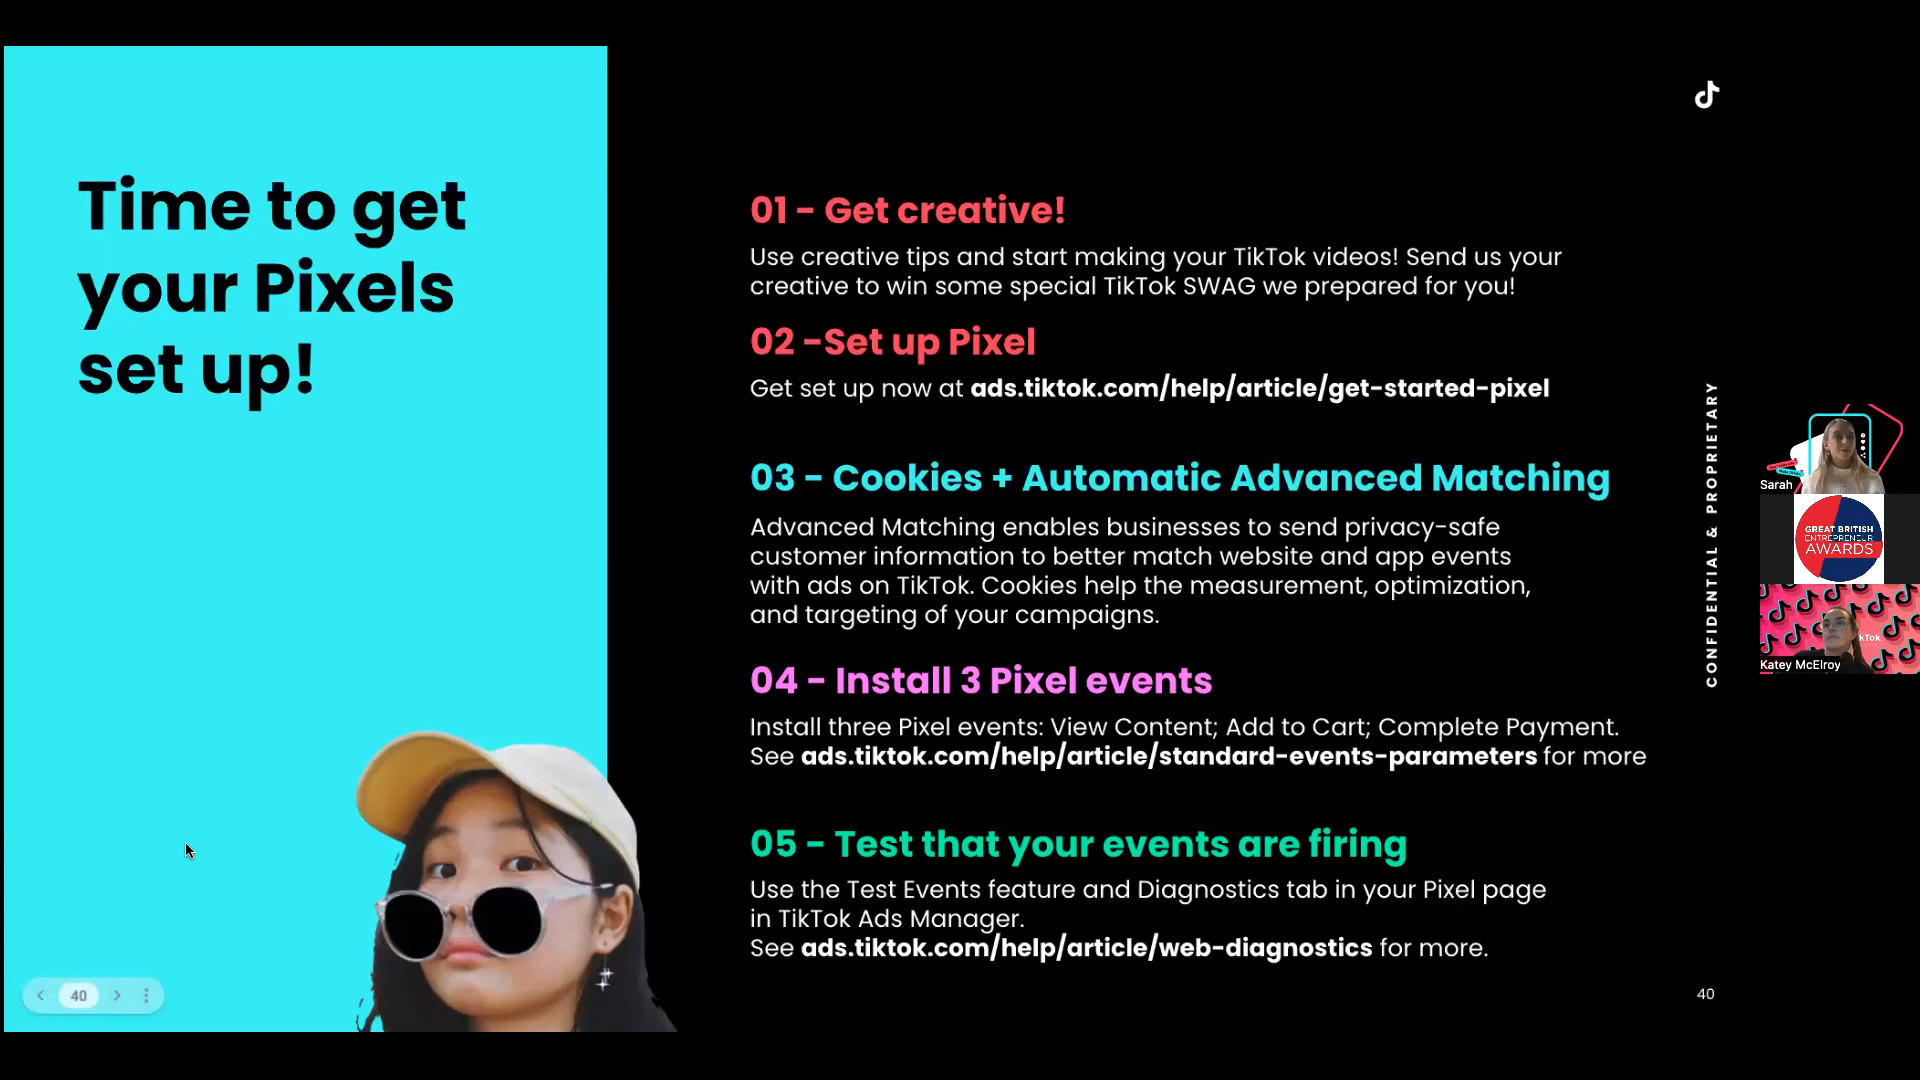 Time to get
your Pixels
set up!
01 - Get creative!
Use creative tips and start making your TikTok videos! Send us your
creative to win some special TikTok SWAG we prepared for you!
02 -Set up Pixel
Get set up now at ads.tiktok.com/help/article/get-started-pixel
03 - Cookies + Automatic Advanced Matching
Advanced Matching enables businesses to send privacy-safe
customer information to better match website and app events
with ads on TikTok. Cookies help the measurement, optimization,
and targeting of your campaigns.
04 - Install 3 Pixel events
Install three Pixel events: View Content; Add to Cart; Complete Payment.
See ads.tiktok.com/help/article/standard-events-parameters for more
05 - Test that your events are firing
Use the Test Events feature and Diagnostics tab in your Pixel page
in TikTok Ads Manager.
See ads.tiktok.com/help/article/web-diagnostics for more.
40
40
CONFIDENTIAL & PROPRIETARY
Sarah
GREAT BRITISH
ENTREPRENEUR
AWARDS
kTok
Katey McElroy